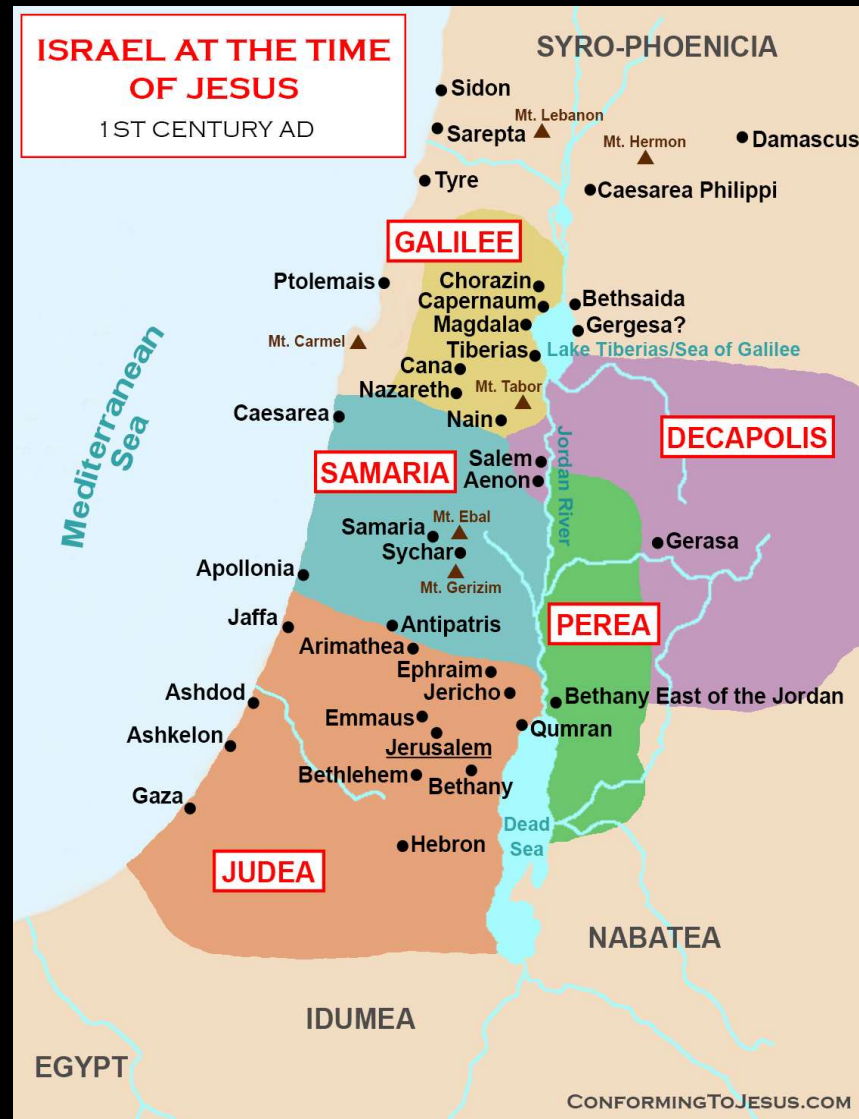 ISRAEL AT THE TIME
OF JESUS
1ST CENTURY AD
SYRO-PHOENICIA
Sidon
Mt. Lebanon
Sarepta
Mt. Hermon
Damascus
Tyre
Caesarea Philippi
GALILEE
Ptolemais
Chorazin
Capernaum
Bethsaida
Magdala
Gergesa?
Mt. Carmel
Tiberias
Lake Tiberias/Sea of Galilee
Cana
Nazareth
Mt. Tabor
Mediterranean
Sea
Caesarea
Nain
DECAPOLIS
Jordan River
SAMARIA
Salem
Aenon
Mt. Ebal
Samaria
Sychar
Gerasa
Mt. Gerizim
Apollonia
Jaffa
Antipatris
PEREA
Arimathea
Ephraim
Jericho
Ashdod
Bethany East of the Jordan
Emmaus
Qumran
Ashkelon
Jerusalem
Bethlehem
Bethany
Gaza
Dead
Sea
Hebron
JUDEA
NABATEA
IDUMEA
EGYPT
CONFORMINGTOJESUS.COM